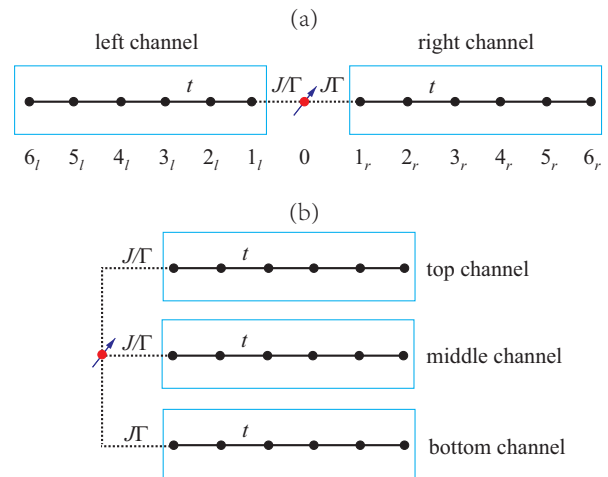 (a)
left channel
right channel
t J/Γ JΓ t
6l 5l 4l 3l 2l 1l 0 1r 2r 3r 4r 5r 6r
(b)
J/Γ t
top channel
J/Γ t
middle channel
JΓ t
bottom channel